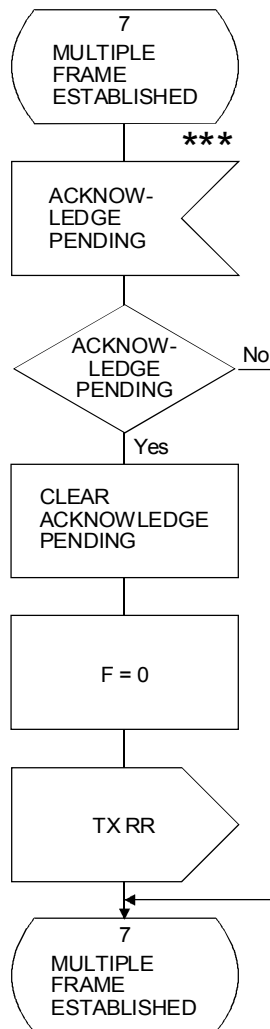 7
MULTIPLE
FRAME
ESTABLISHED
***
ACKNOW-
LEDGE
PENDING
ACKNOW-
LEDGE
PENDING
No
Yes
CLEAR
ACKNOWLEDGE
PENDING
F = 0
TX RR
7
MULTIPLE
FRAME
ESTABLISHED